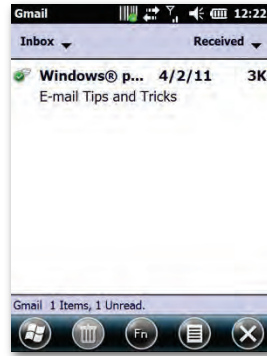 Gmail 12:22
Inbox Received
Windows® p... 4/2/11 3K
E-mail Tips and Tricks
Gmail 1 Items, 1 Unread.
Fn